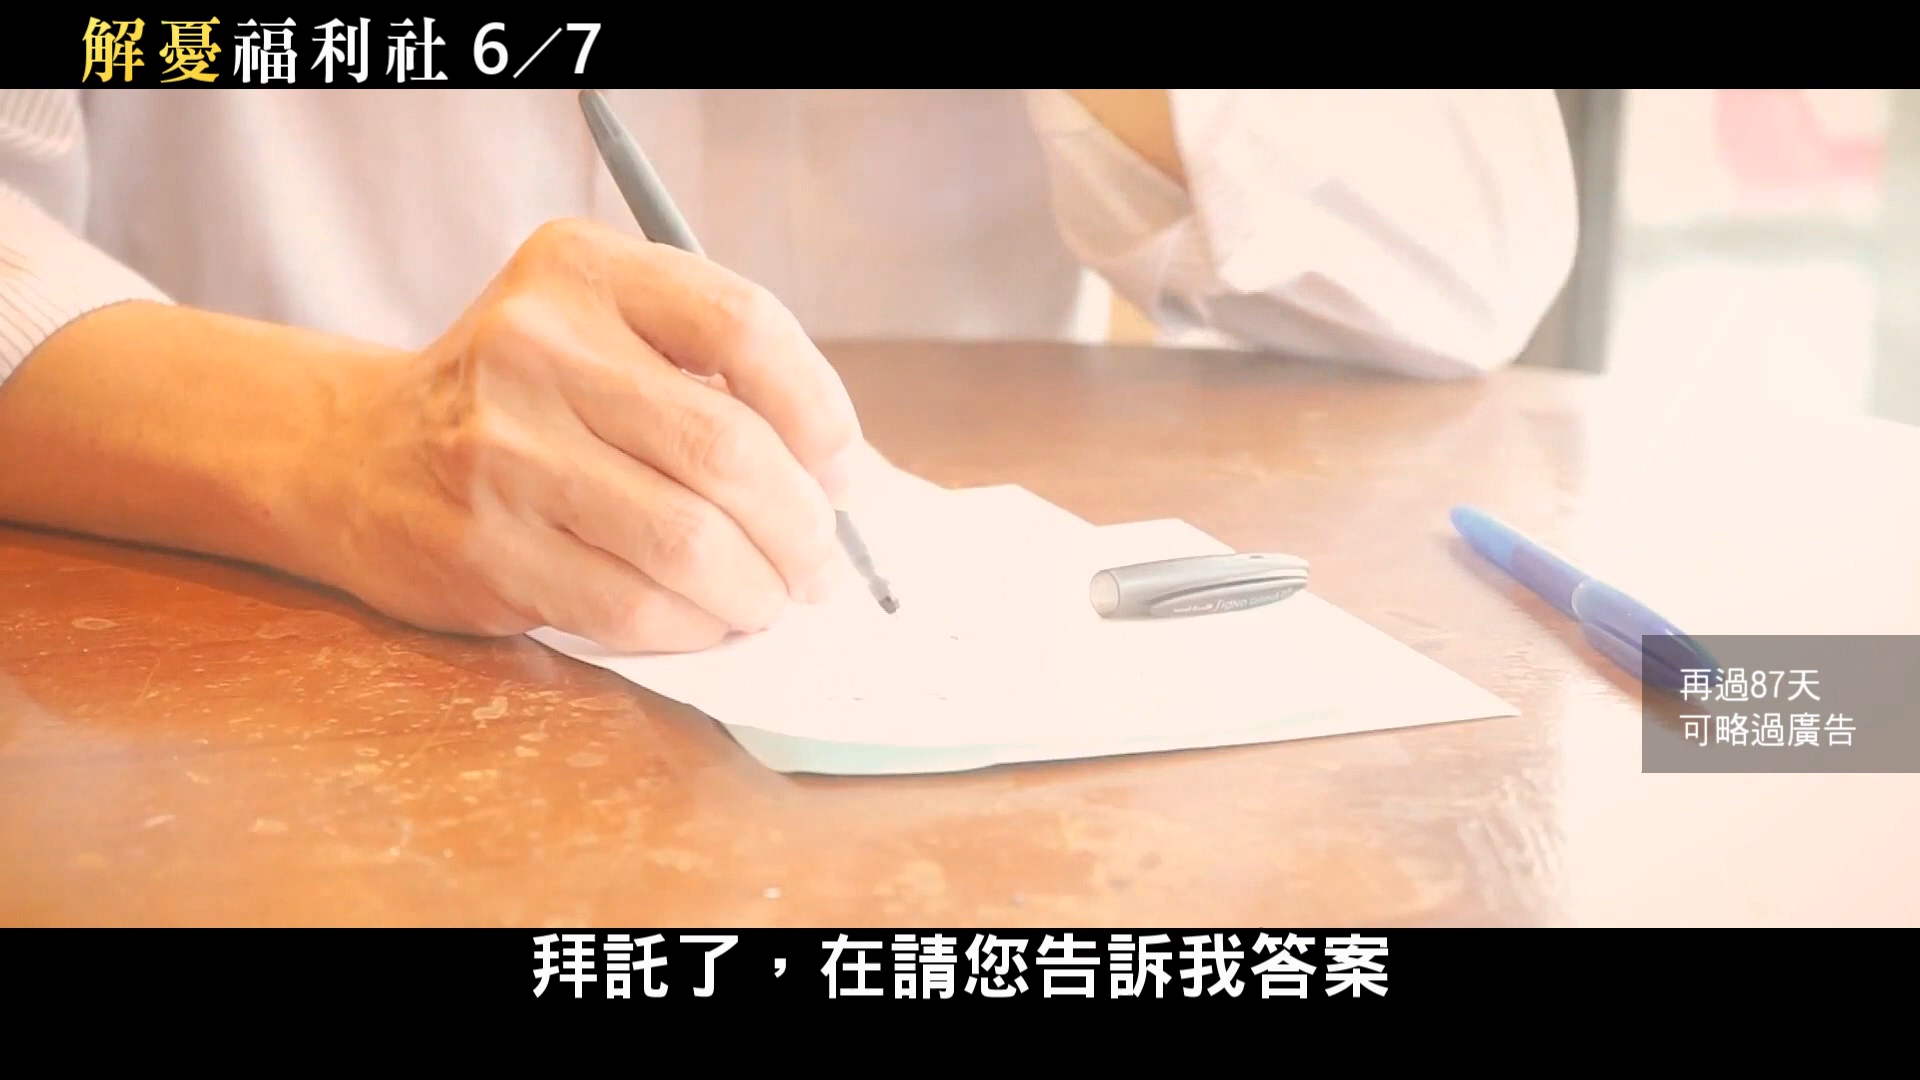 解憂福利社 6/7
再過87天
可略過廣告
拜託了，在請您告訴我答案